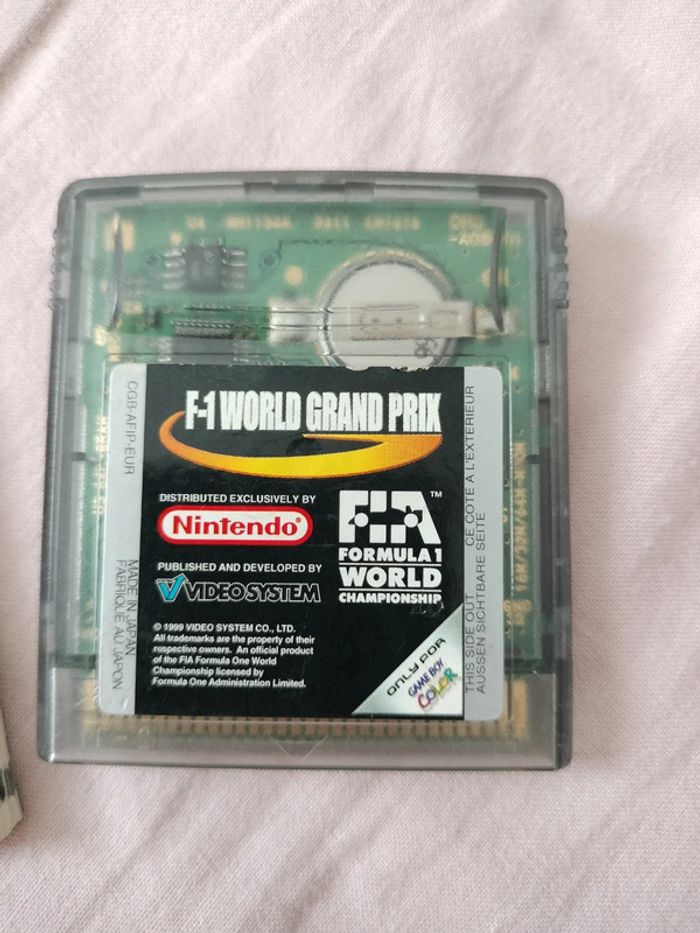 F-1 WORLD GRAND PRIX
DISTRIBUTED EXCLUSIVELY BY
Nintendo®
PUBLISHED AND DEVELOPED BY
VIDEO SYSTEM
FIA™
FORMULA 1
WORLD
CHAMPIONSHIP
© 1999 VIDEO SYSTEM CO., LTD.
All trademarks are the property of their
respective owners. An official product
of the FIA Formula One World
Championship licensed by
Formula One Administration Limited.
ONLY FOR
GAME BOY
COLOR
CGB-AFIP-EUR
MADE IN JAPAN
FABRIQUE AU JAPON
THIS SIDE OUT CE COTE A L'EXTERIEUR
AUSSEN SICHTBARE SEITE